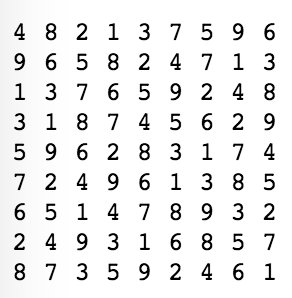 4 8 2 1 3 7 5 9 6
9 6 5 8 2 4 7 1 3
1 3 7 6 5 9 2 4 8
3 1 8 7 4 5 6 2 9
5 9 6 2 8 3 1 7 4
7 2 4 9 6 1 3 8 5
6 5 1 4 7 8 9 3 2
2 4 9 3 1 6 8 5 7
8 7 3 5 9 2 4 6 1